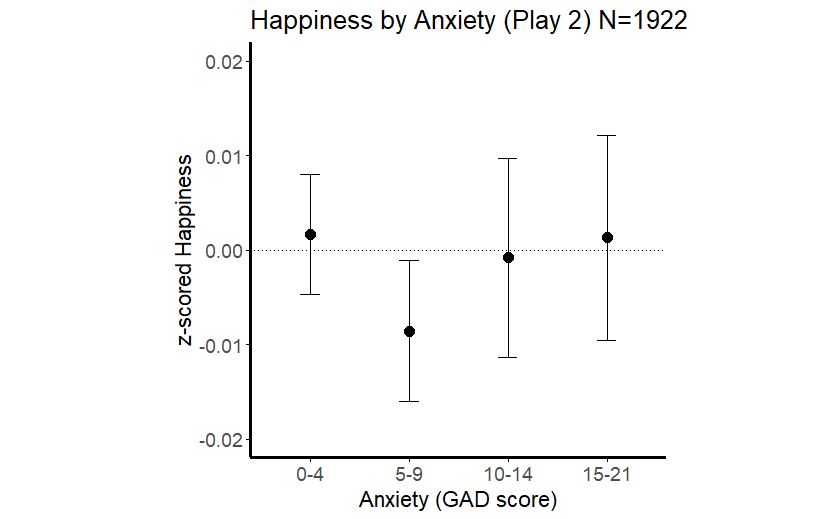 Happiness by Anxiety (Play 2) N=1922
z-scored Happiness
0.02
0.01
0.00
-0.01
-0.02
0-4 5-9 10-14 15-21
Anxiety (GAD score)